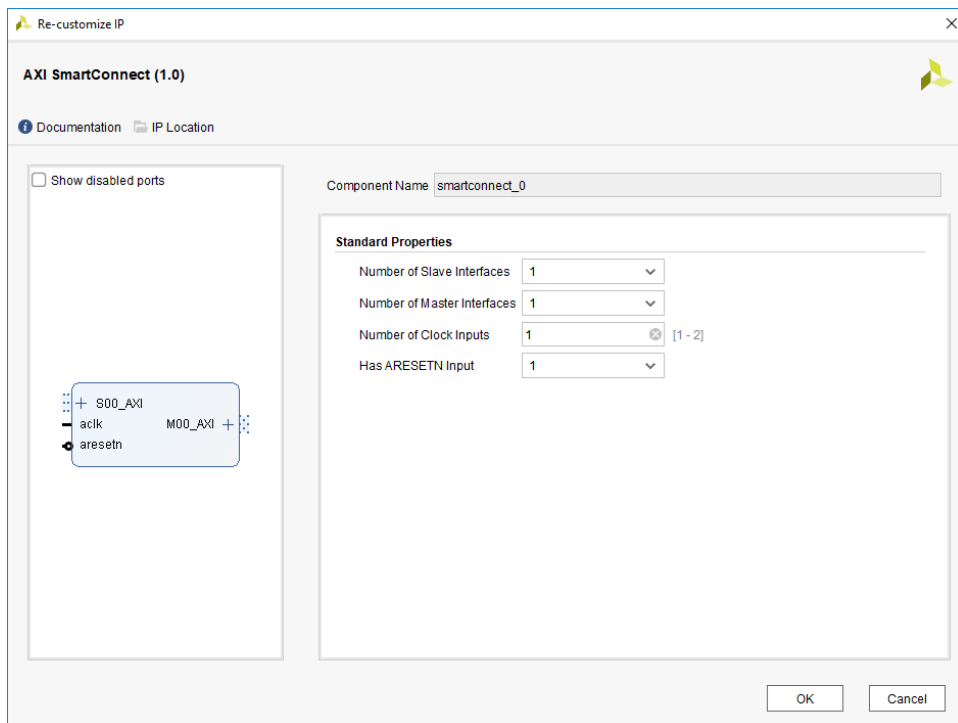 Re-customize IP
AXI SmartConnect (1.0)
Documentation IP Location
Show disabled ports
S00_AXI
aclk M00_AXI
aresetn
Component Name smartconnect_0
Standard Properties
Number of Slave Interfaces 1
Number of Master Interfaces 1
Number of Clock Inputs 1 [1 - 2]
Has ARESETN Input 1
OK Cancel